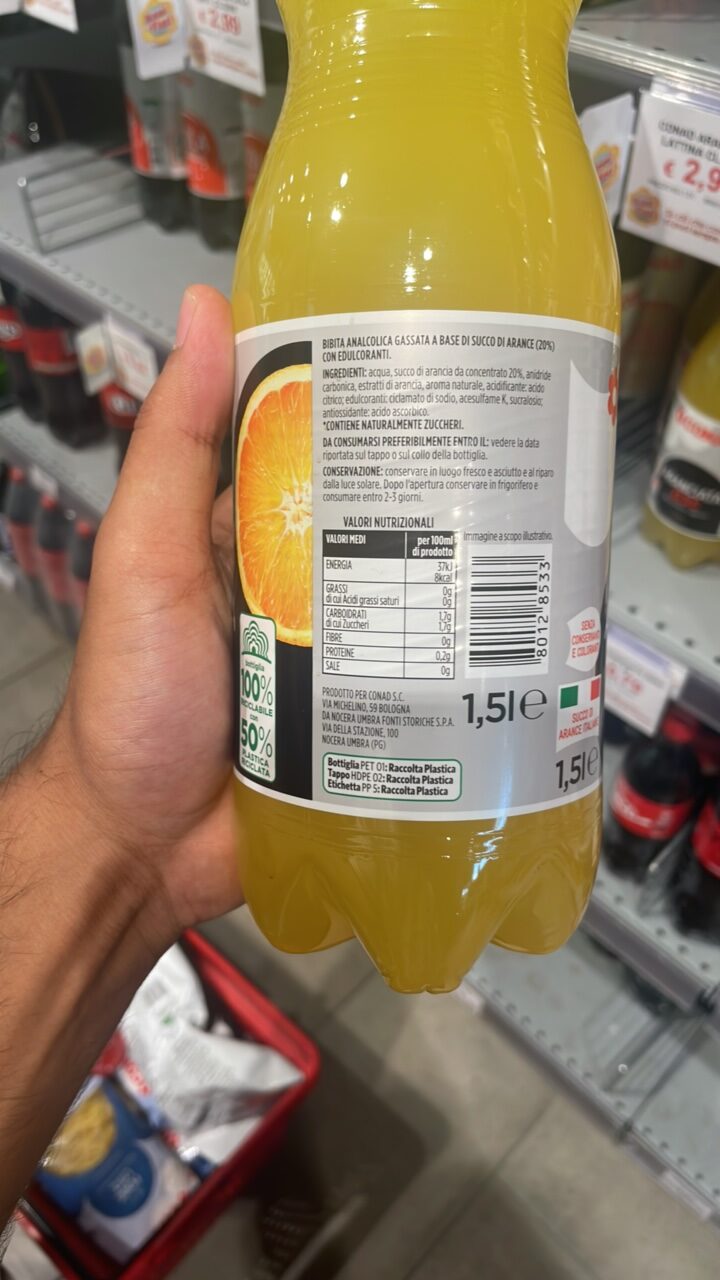 € 2,39
CONAD ARAN
LATTINA CL
€ 2,9
BIBITA ANALCOLICA GASSATA A BASE DI SUCCO DI ARANCE (20%)
CON EDULCORANTI.
INGREDIENTI: acqua, succo di arancia da concentrato 20%, anidride
carbonica, estratti di arancia, aroma naturale, acidificante: acido
citrico; edulcoranti: ciclamato di sodio, acesulfame K, sucralosio;
antiossidante: acido ascorbico.
*CONTIENE NATURALMENTE ZUCCHERI.
DA CONSUMARSI PREFERIBILMENTE ENTRO IL: vedere la data
riportata sul tappo o sul collo della bottiglia.
CONSERVAZIONE: conservare in luogo fresco e asciutto e al riparo
dalla luce solare. Dopo l'apertura conservare in frigorifero e
consumare entro 2-3 giorni.
VALORI NUTRIZIONALI
VALORI MEDI per 100ml
di prodotto
ENERGIA 37kJ
8kcal
GRASSI 0g
di cui Acidi grassi saturi 0g
CARBOIDRATI 1,7g
di cui Zuccheri 1,7g
FIBRE 0g
PROTEINE 0,2g
SALE 0g
Immagine a scopo illustrativo.
8012 8533
SENZA
CONSERVANTI
E COLORANTI
bottiglia
100%
RICICLABILE
con
50%
PLASTICA
RICICLATA
PRODOTTO PER CONAD S.C.
VIA MICHELINO, 59 BOLOGNA
DA NOCERA UMBRA FONTI STORICHE S.P.A.
VIA DELLA STAZIONE, 100
NOCERA UMBRA (PG)
1,5l e
SUCCO DI
ARANCE ITALIANE
1,5l e
Bottiglia PET 01: Raccolta Plastica
Tappo HDPE 02: Raccolta Plastica
Etichetta PP 5: Raccolta Plastica